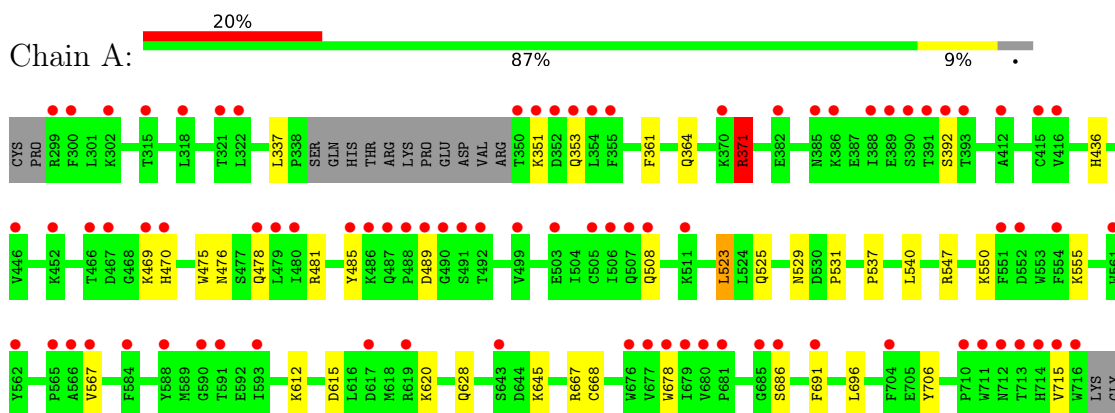 20%
Chain A:
87% 9% •
CYS PRO R299 F300 L301 K302 T315 L318 T321 L322 L337 P338 SER GLN HIS THR ARG LYS PRO GLU ASP VAL ARG T350 K351 D352 Q353 L354 F355 F361 Q364 K370 R371 E382 N385 K386 E387 I388 E389 S390 T391 S392 T393 A412 C415 V416 H436
V446 K452 T466 D467 G468 K469 H470 W475 N476 S477 Q478 L479 I480 R481 Y485 K486 Q487 P488 D489 G490 S491 T492 V499 E503 I504 C505 I506 Q507 Q508 K511 L523 L524 Q525 N529 D530 P531 P537 L540 R547 K550 F551 D552 W553 F554 K555
Y562 P565 A566 V567 F584 Y588 M589 G590 T591 E592 I593 K612 D615 L616 D617 M618 R619 K620 Q628 S643 D644 K645 R667 C668 W676 V677 W678 I679 V680 P681 G685 S686 F691 L696 F704 E705 Y706 P710 W711 N712 T713 H714 V715 W716 LYS